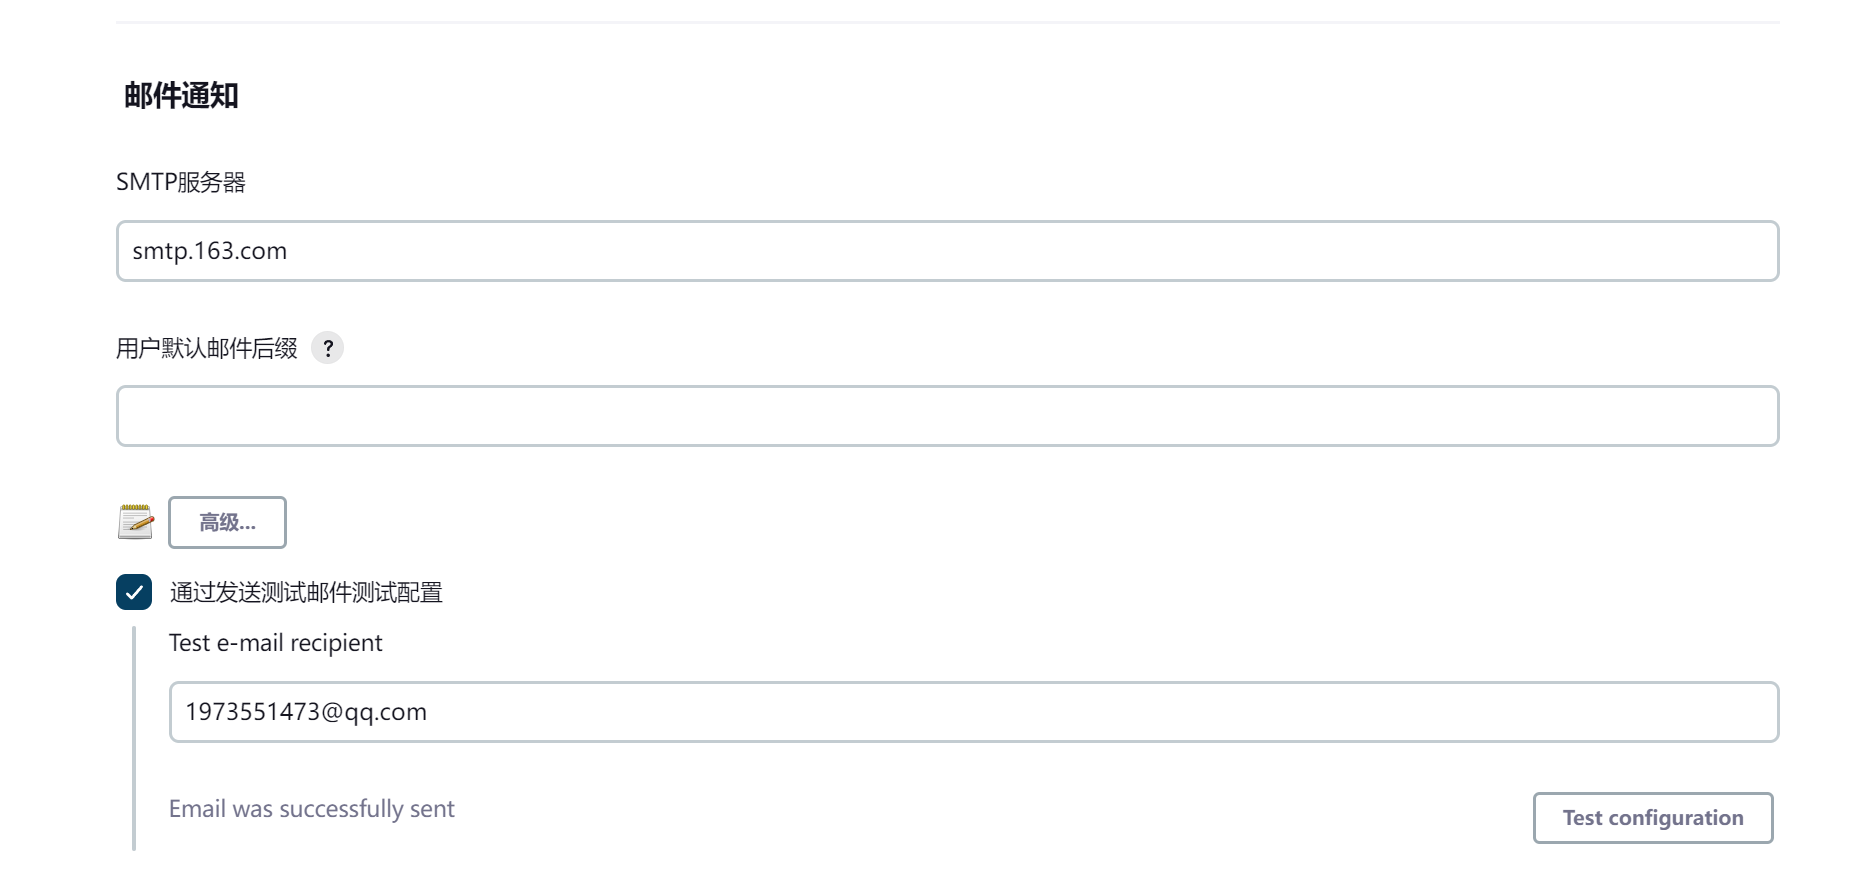 邮件通知
SMTP服务器
smtp.163.com
用户默认邮件后缀 ?
高级...
通过发送测试邮件测试配置
Test e-mail recipient
1973551473@qq.com
Email was successfully sent
Test configuration